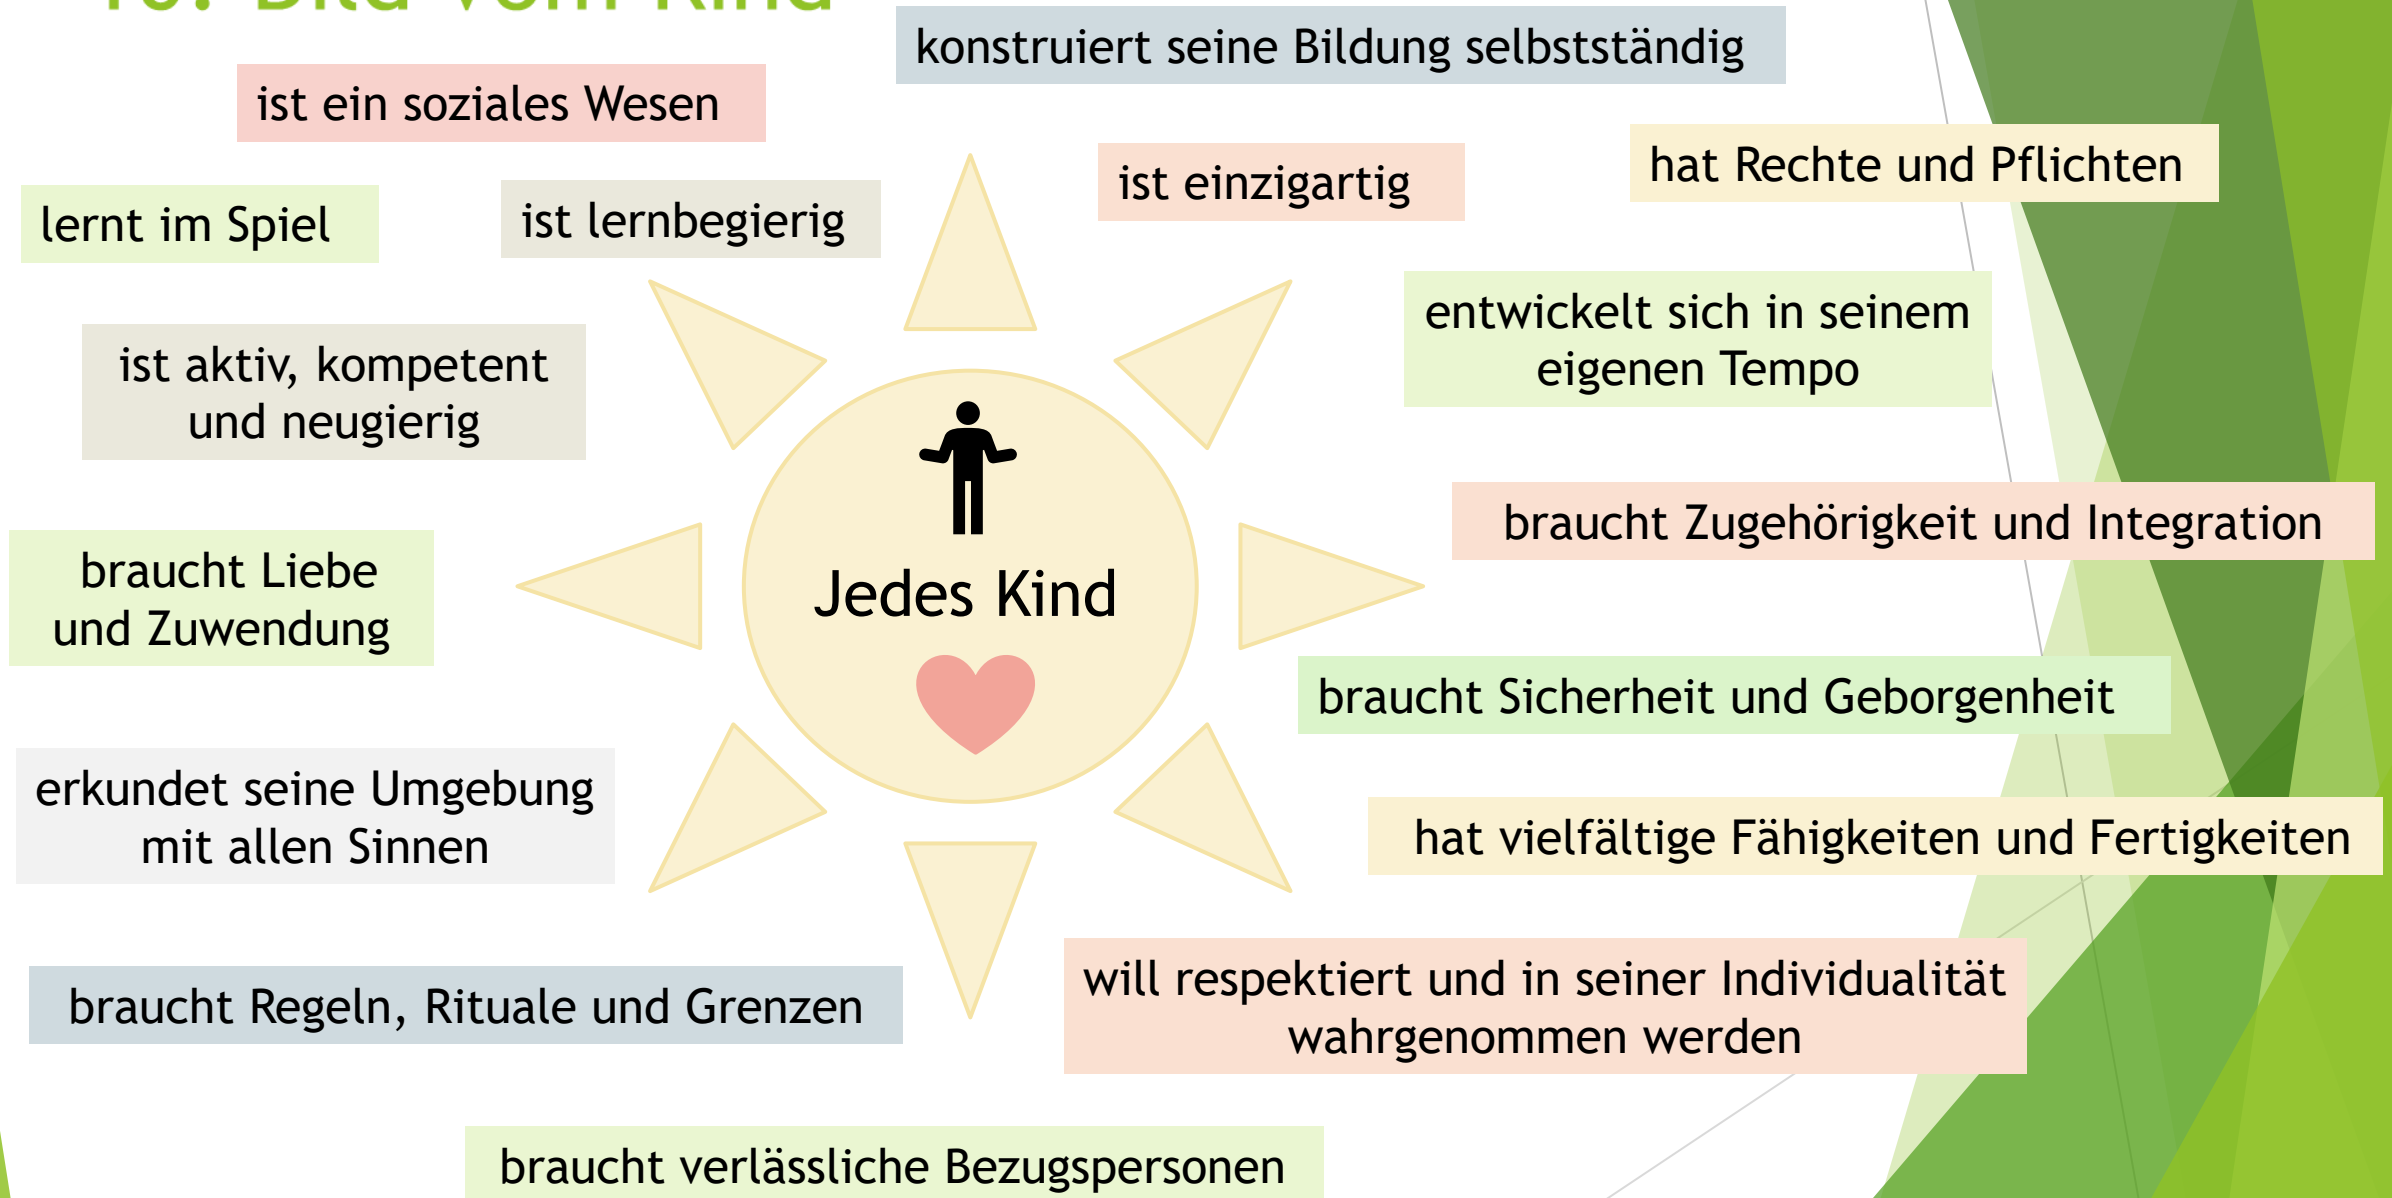 Bild vom Kind
konstruiert seine Bildung selbstständig
ist ein soziales Wesen
ist einzigartig
hat Rechte und Pflichten
lernt im Spiel
ist lernbegierig
entwickelt sich in seinem
eigenen Tempo
ist aktiv, kompetent
und neugierig
braucht Zugehörigkeit und Integration
braucht Liebe
und Zuwendung
Jedes Kind
braucht Sicherheit und Geborgenheit
erkundet seine Umgebung
mit allen Sinnen
hat vielfältige Fähigkeiten und Fertigkeiten
braucht Regeln, Rituale und Grenzen
will respektiert und in seiner Individualität
wahrgenommen werden
braucht verlässliche Bezugspersonen